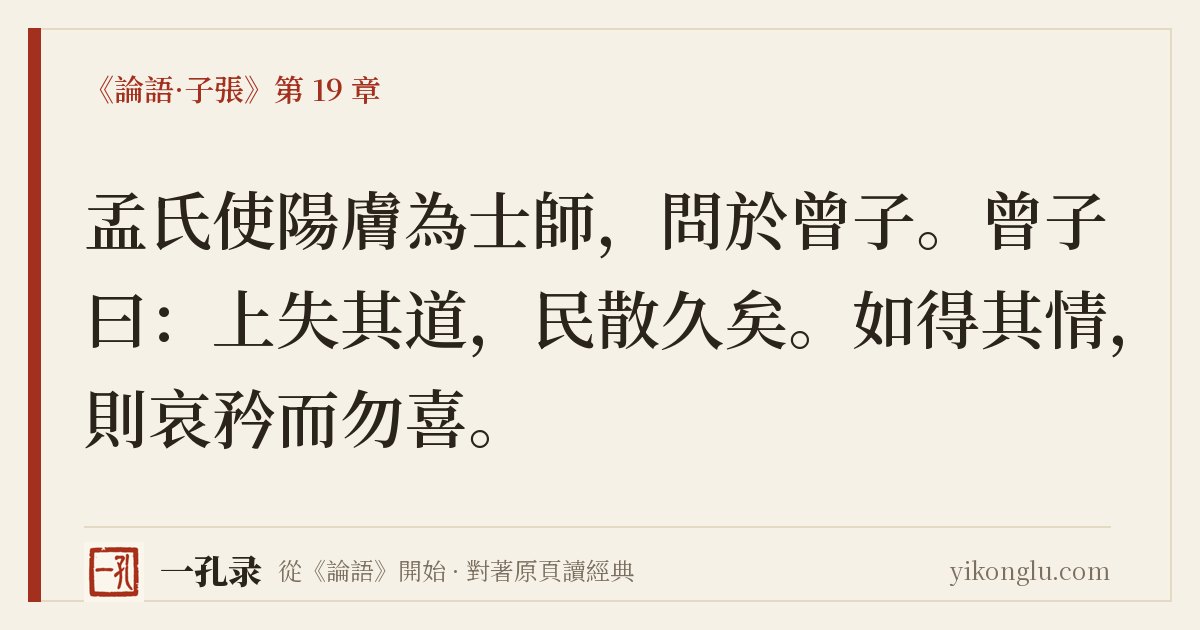 《論語·子張》第 19 章
孟氏使陽膚為士師，問於曾子。曾子
曰：上失其道，民散久矣。如得其情，
則哀矜而勿喜。
一孔
一孔录
從《論語》開始 · 對著原頁讀經典
yikonglu.com